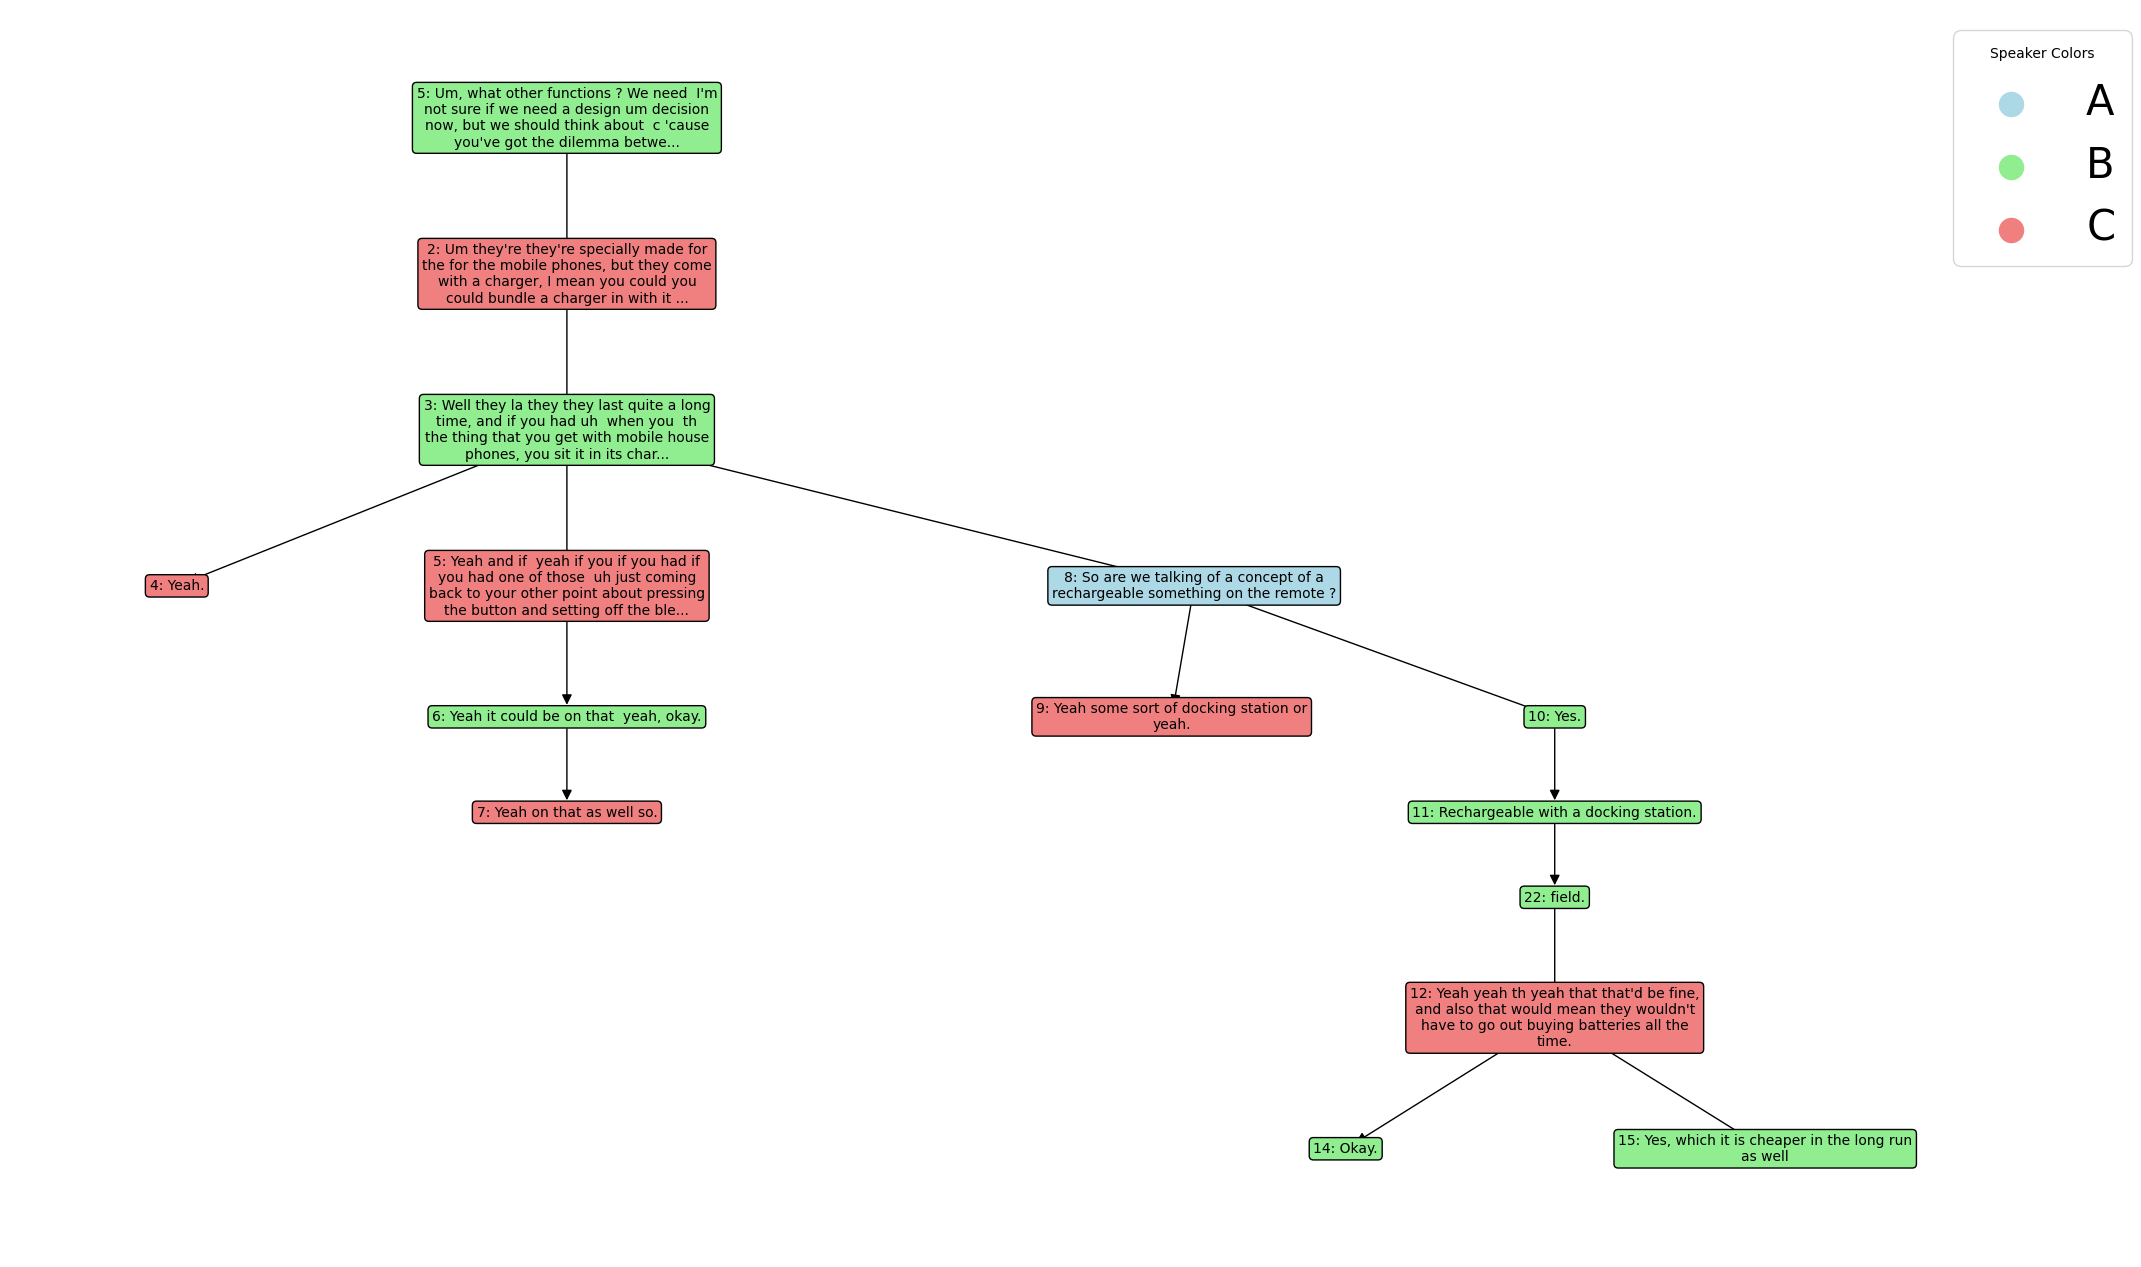 Speaker Colors
A
B
C
5: Um, what other functions ? We need  I'm
not sure if we need a design um decision
now, but we should think about  c 'cause
you've got the dilemma betwe...
2: Um they're they're specially made for
the for the mobile phones, but they come
with a charger, I mean you could you
could bundle a charger in with it ...
3: Well they la they they last quite a long
time, and if you had uh  when you  th
the thing that you get with mobile house
phones, you sit it in its char...
4: Yeah.
5: Yeah and if  yeah if you if you had if
you had one of those  uh just coming
back to your other point about pressing
the button and setting off the ble...
8: So are we talking of a concept of a
rechargeable something on the remote ?
6: Yeah it could be on that  yeah, okay.
9: Yeah some sort of docking station or
yeah.
10: Yes.
7: Yeah on that as well so.
11: Rechargeable with a docking station.
22: field.
12: Yeah yeah th yeah that that'd be fine,
and also that would mean they wouldn't
have to go out buying batteries all the
time.
14: Okay.
15: Yes, which it is cheaper in the long run
as well